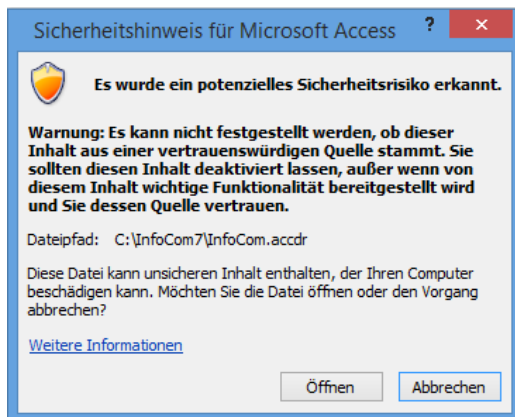 Sicherheitshinweis für Microsoft Access ? ×
Es wurde ein potenzielles Sicherheitsrisiko erkannt.
Warnung: Es kann nicht festgestellt werden, ob dieser
Inhalt aus einer vertrauenswürdigen Quelle stammt. Sie
sollten diesen Inhalt deaktiviert lassen, außer wenn von
diesem Inhalt wichtige Funktionalität bereitgestellt wird
und Sie dessen Quelle vertrauen.
Dateipfad: C:\InfoCom7\InfoCom.accdr
Diese Datei kann unsicheren Inhalt enthalten, der Ihren Computer
beschädigen kann. Möchten Sie die Datei öffnen oder den Vorgang
abbrechen?
Weitere Informationen
Öffnen Abbrechen